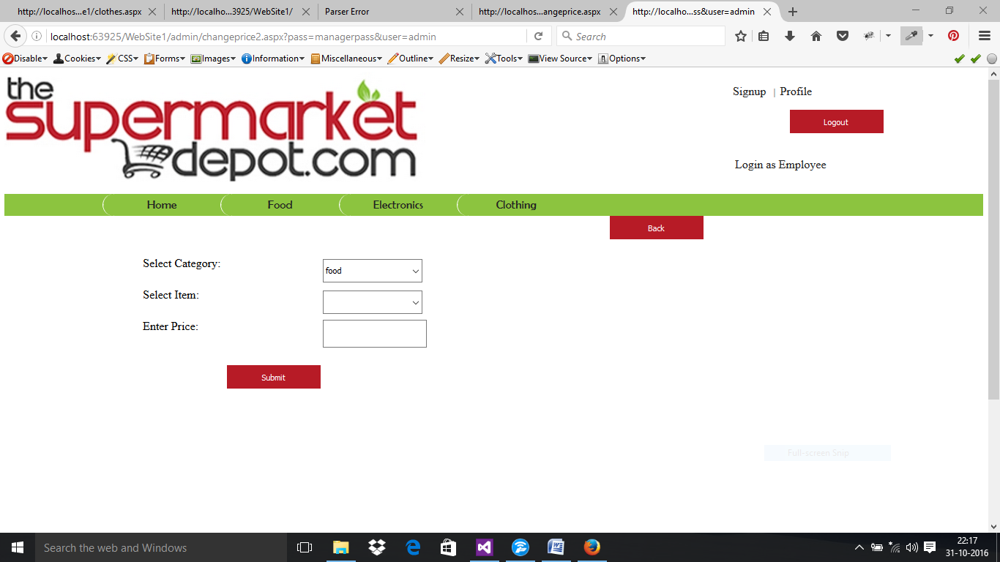 http://localhos...e1/clothes.aspx http://localho...3925/WebSite1/ Parser Error http://localhos...angeprice.aspx http://localho...ss&user=admin
localhost:63925/WebSite1/admin/changeprice2.aspx?pass=managerpass&user=admin Search
Disable Cookies CSS Forms Images Information Miscellaneous Outline Resize Tools View Source Options
the
supermarket
depot.com
Signup | Profile
Logout
Login as Employee
Home Food Electronics Clothing
Back
Select Category: food
Select Item:
Enter Price:
Submit
Full-screen Snip
Search the web and Windows
22:17
31-10-2016